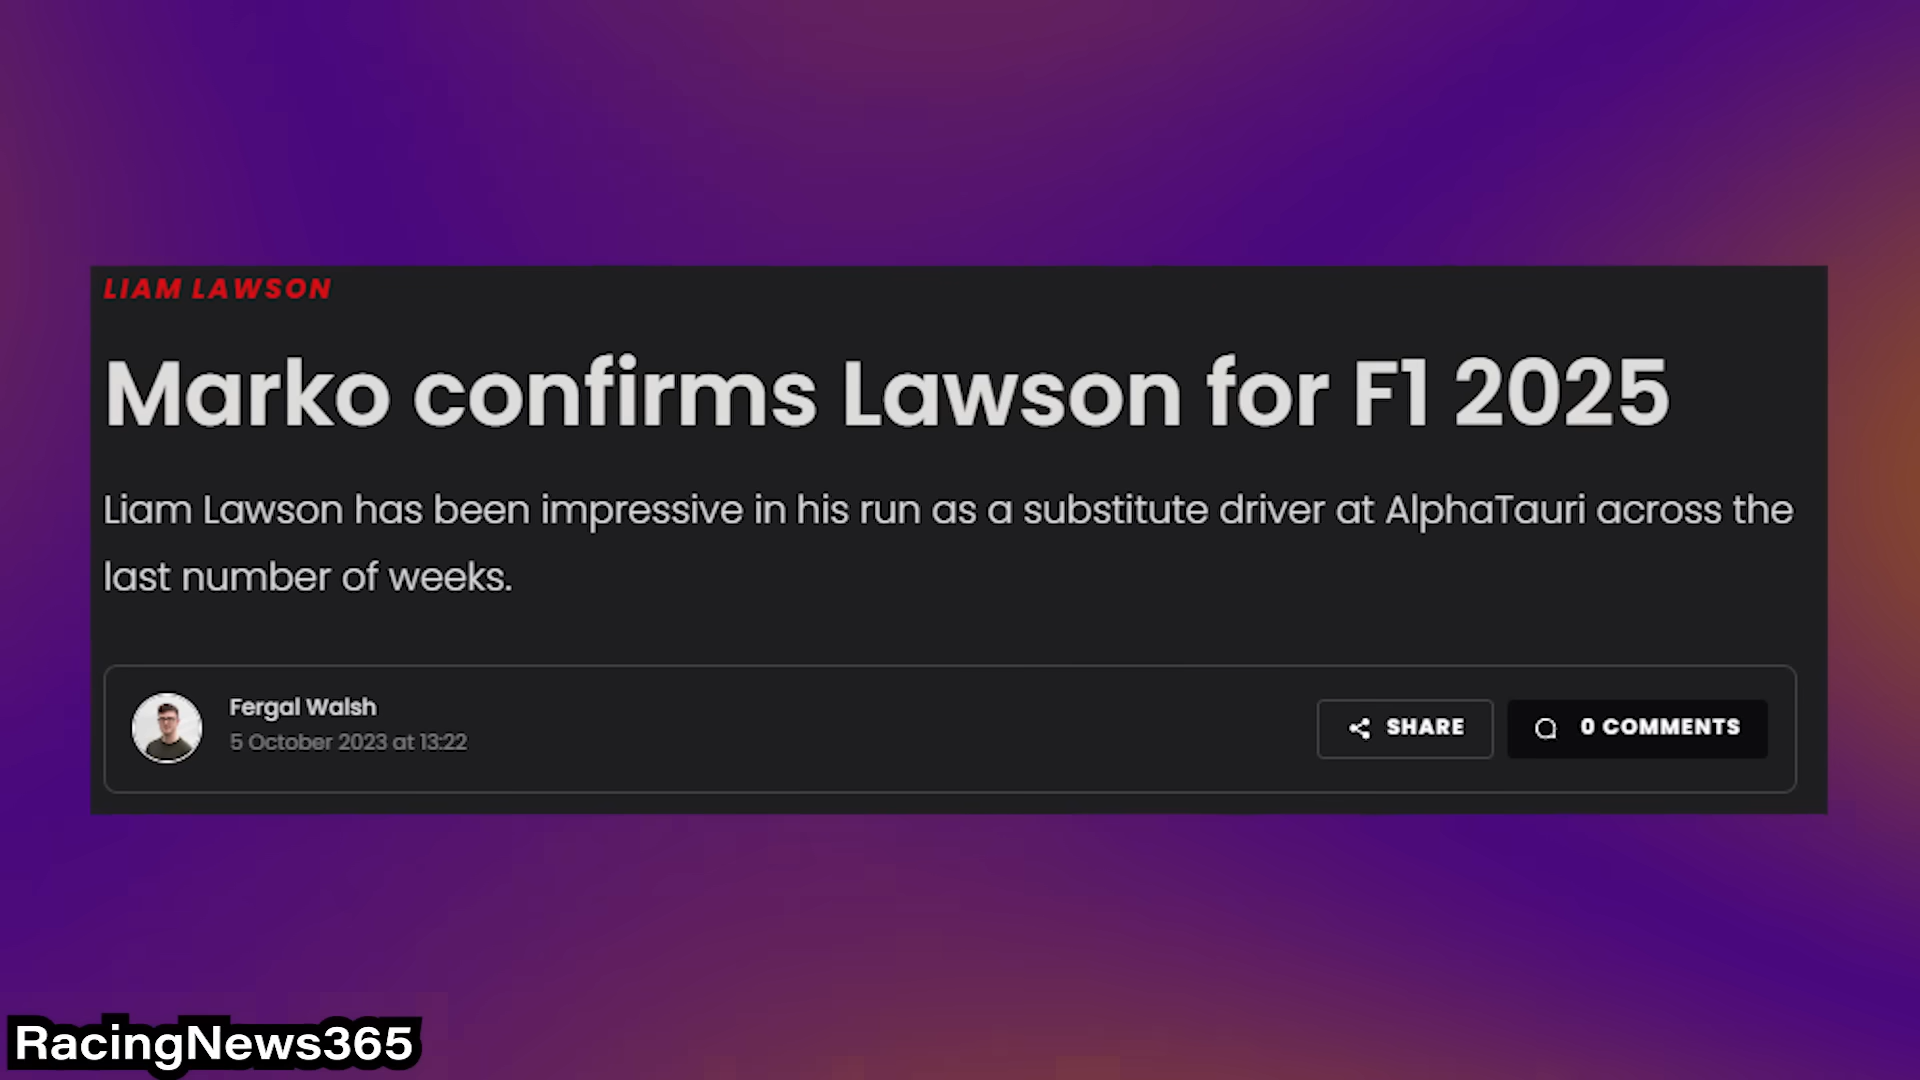 LIAM LAWSON
Marko confirms Lawson for F1 2025
Liam Lawson has been impressive in his run as a substitute driver at AlphaTauri across the
last number of weeks.
Fergal Walsh
5 October 2023 at 13:22
SHARE
0 COMMENTS
RacingNews365